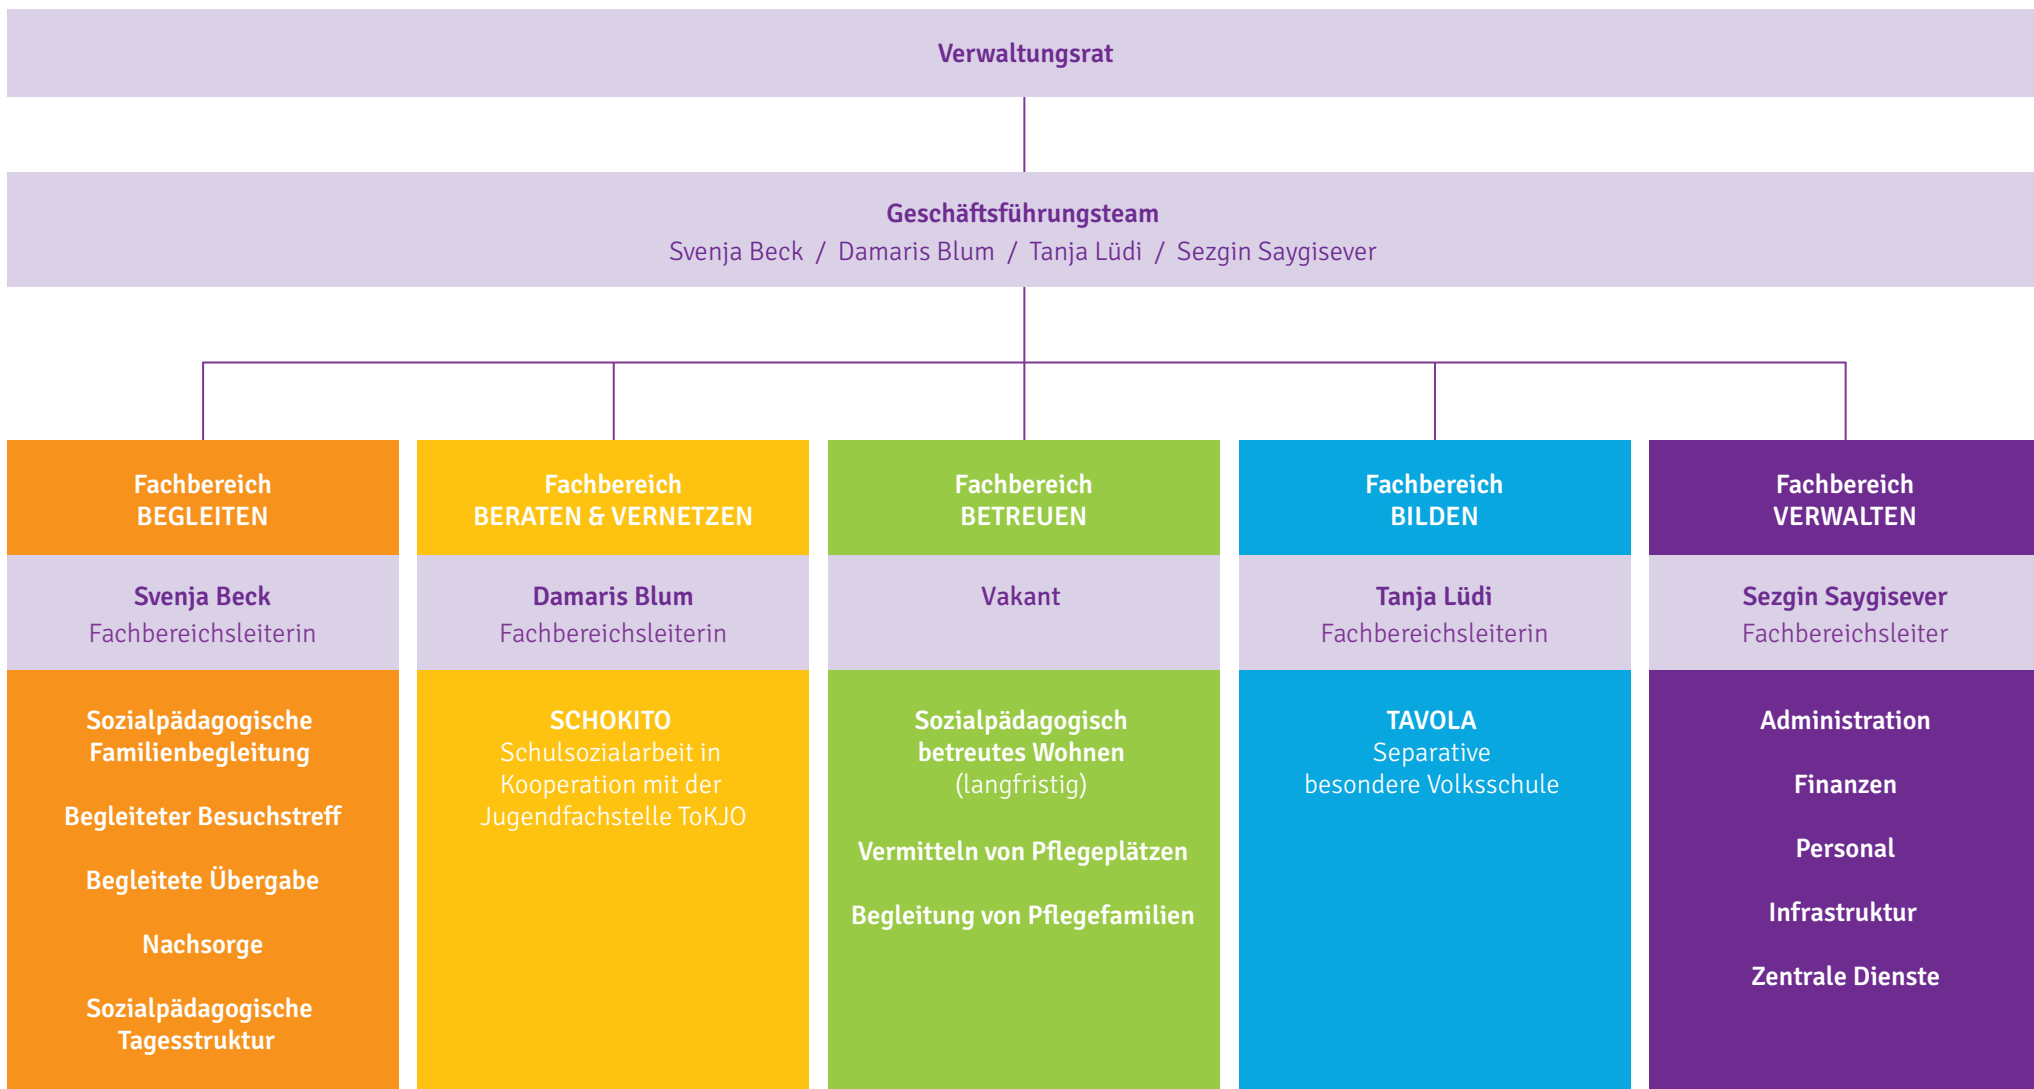 Verwaltungsrat
Geschäftsführungsteam
Svenja Beck / Damaris Blum / Tanja Lüdi / Sezgin Saygisever
Fachbereich
BEGLEITEN
Svenja Beck
Fachbereichsleiterin
Sozialpädagogische
Familienbegleitung
Begleiteter Besuchstreff
Begleitete Übergabe
Nachsorge
Sozialpädagogische
Tagesstruktur
Fachbereich
BERATEN & VERNETZEN
Damaris Blum
Fachbereichsleiterin
SCHOKITO
Schulsozialarbeit in
Kooperation mit der
Jugendfachstelle ToKJO
Fachbereich
BETREUEN
Vakant
Sozialpädagogisch
betreutes Wohnen
(langfristig)
Vermitteln von Pflegeplätzen
Begleitung von Pflegefamilien
Fachbereich
BILDEN
Tanja Lüdi
Fachbereichsleiterin
TAVOLA
Separative
besondere Volksschule
Fachbereich
VERWALTEN
Sezgin Saygisever
Fachbereichsleiter
Administration
Finanzen
Personal
Infrastruktur
Zentrale Dienste